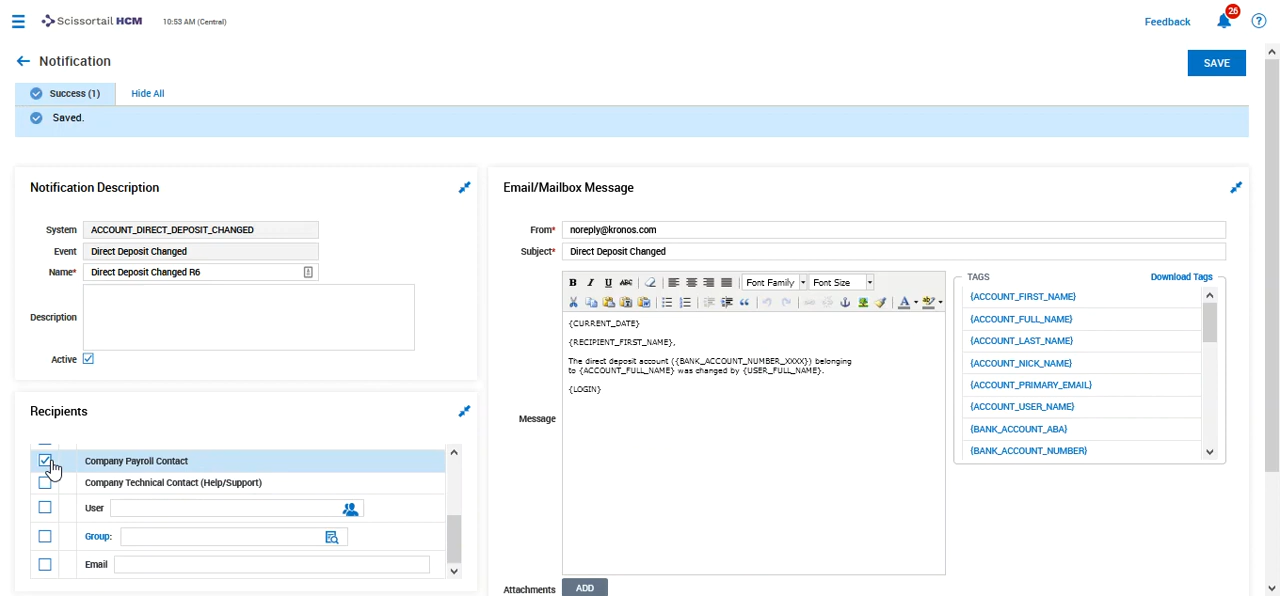 Scissortail HCM
10:53 AM (Central)
Feedback
26
?
Notification
SAVE
Success (1)
Hide All
Saved.
Notification Description
System
ACCOUNT_DIRECT_DEPOSIT_CHANGED
Event
Direct Deposit Changed
Name*
Direct Deposit Changed R6
Description
Active
Recipients
Company Payroll Contact
Company Technical Contact (Help/Support)
User
Group:
Email
Email/Mailbox Message
From*
noreply@kronos.com
Subject*
Direct Deposit Changed
B I U ABC
Font Family
Font Size
Message
{CURRENT_DATE}
{RECIPIENT_FIRST_NAME},
The direct deposit account ({BANK_ACCOUNT_NUMBER_XXXX}) belonging
to {ACCOUNT_FULL_NAME} was changed by {USER_FULL_NAME}.
{LOGIN}
TAGS
Download Tags
{ACCOUNT_FIRST_NAME}
{ACCOUNT_FULL_NAME}
{ACCOUNT_LAST_NAME}
{ACCOUNT_NICK_NAME}
{ACCOUNT_PRIMARY_EMAIL}
{ACCOUNT_USER_NAME}
{BANK_ACCOUNT_ABA}
{BANK_ACCOUNT_NUMBER}
Attachments
ADD